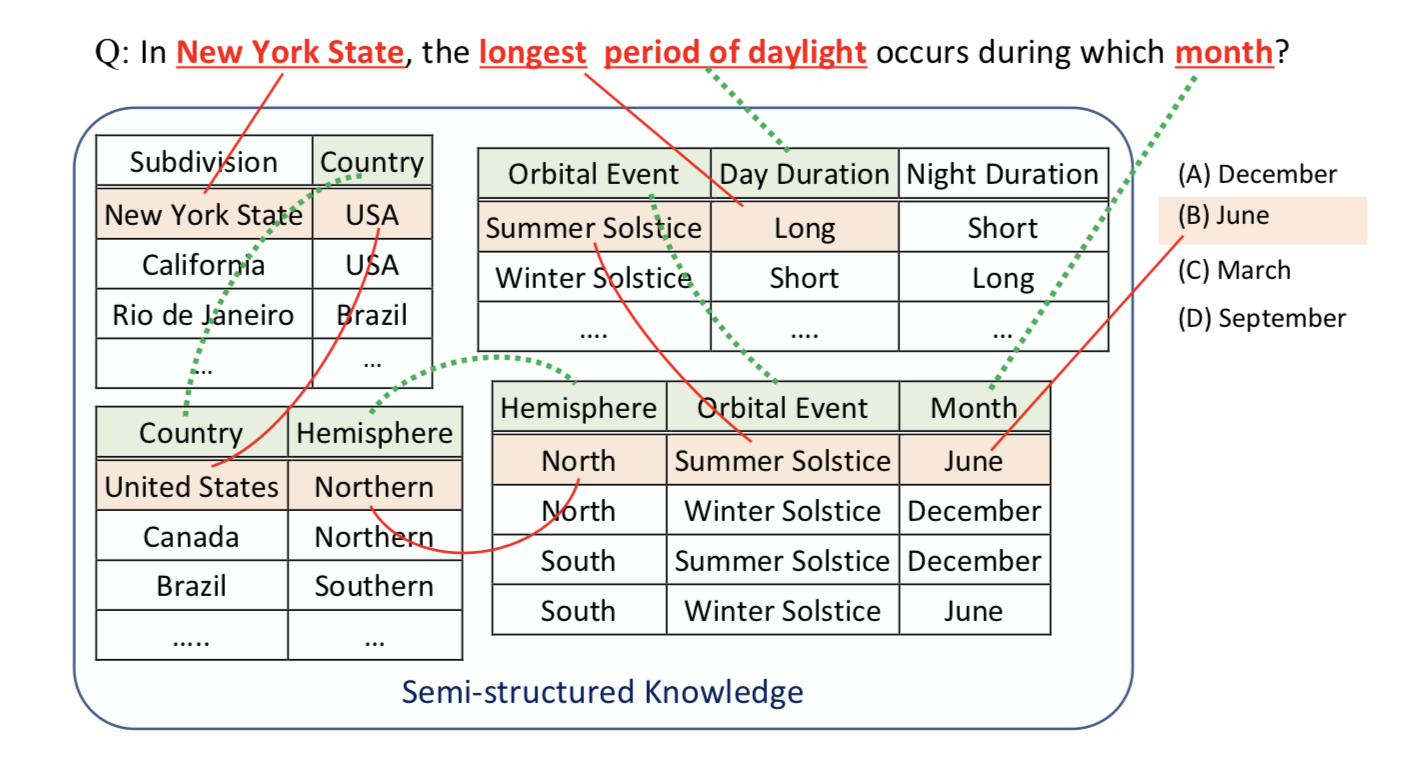 Q: In New York State, the longest period of daylight occurs during which month?
Subdivision Country
New York State USA
California USA
Rio de Janeiro Brazil
... ...
Orbital Event Day Duration Night Duration
Summer Solstice Long Short
Winter Solstice Short Long
.... .... ...
(A) December
(B) June
(C) March
(D) September
Country Hemisphere
United States Northern
Canada Northern
Brazil Southern
..... ...
Hemisphere Orbital Event Month
North Summer Solstice June
North Winter Solstice December
South Summer Solstice December
South Winter Solstice June
Semi-structured Knowledge